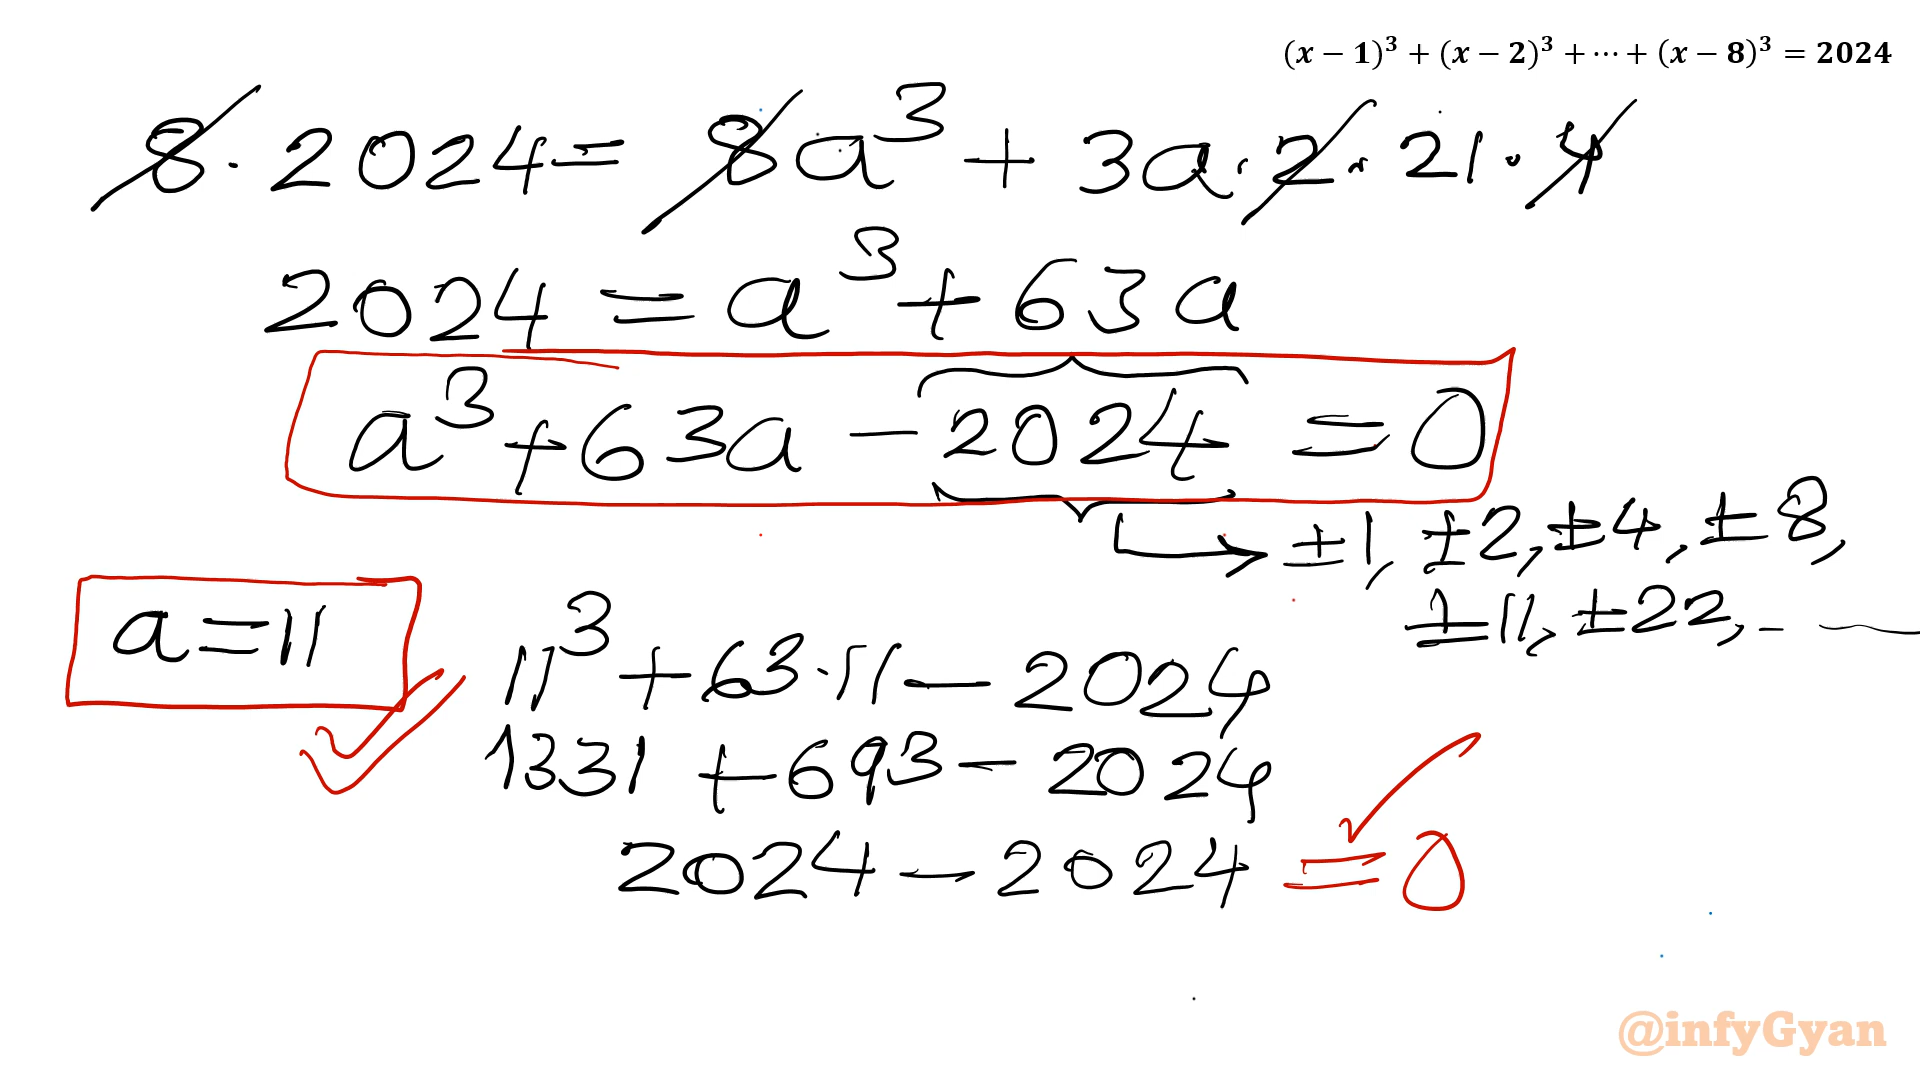 (x − 1)³ + (x − 2)³ + ⋯ + (x − 8)³ = 2024
8 · 2024 = 8a³ + 3a · 2 · 21 · 4
2024 = a³ + 63a
a³ + 63a − 2024 = 0
→ ±1, ±2, ±4, ±8,
±11, ±22, - —
a = 11
11³ + 63 · 11 − 2024
1331 + 693 − 2024
2024 − 2024 = 0
@infyGyan